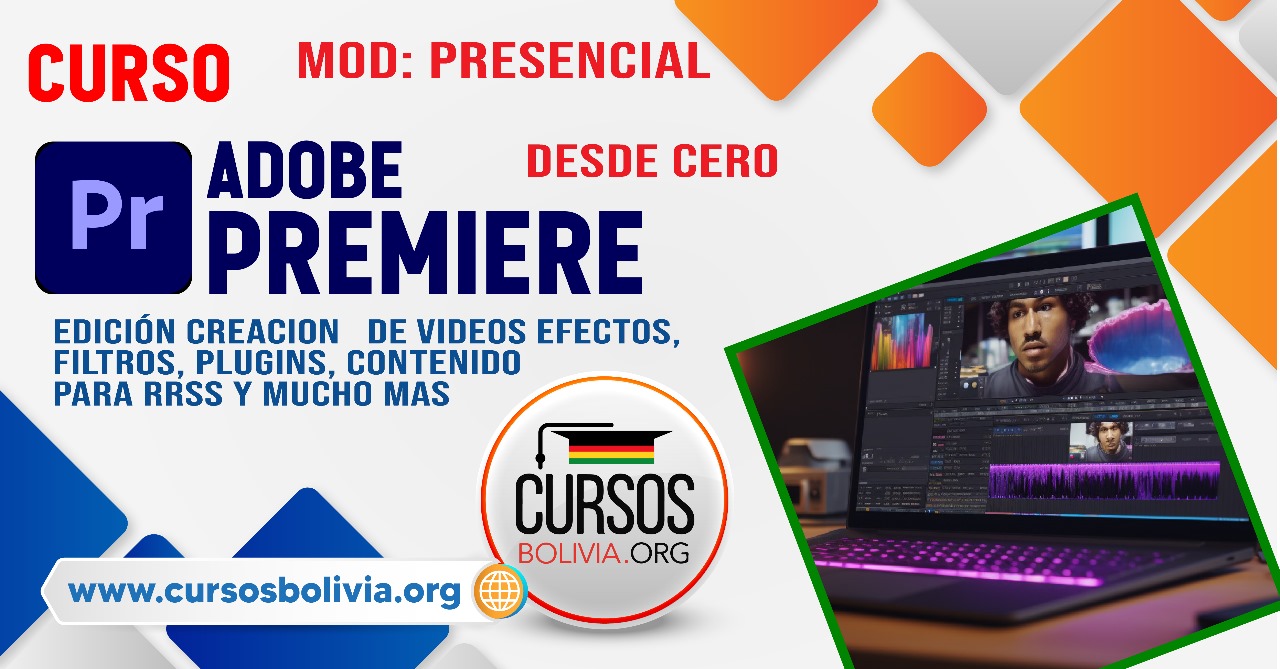 CURSO
MOD: PRESENCIAL
DESDE CERO
Pr
ADOBE
PREMIERE
EDICIÓN CREACION DE VIDEOS EFECTOS,
FILTROS, PLUGINS, CONTENIDO
PARA RRSS Y MUCHO MAS
CURSOS
BOLIVIA.ORG
www.cursosbolivia.org